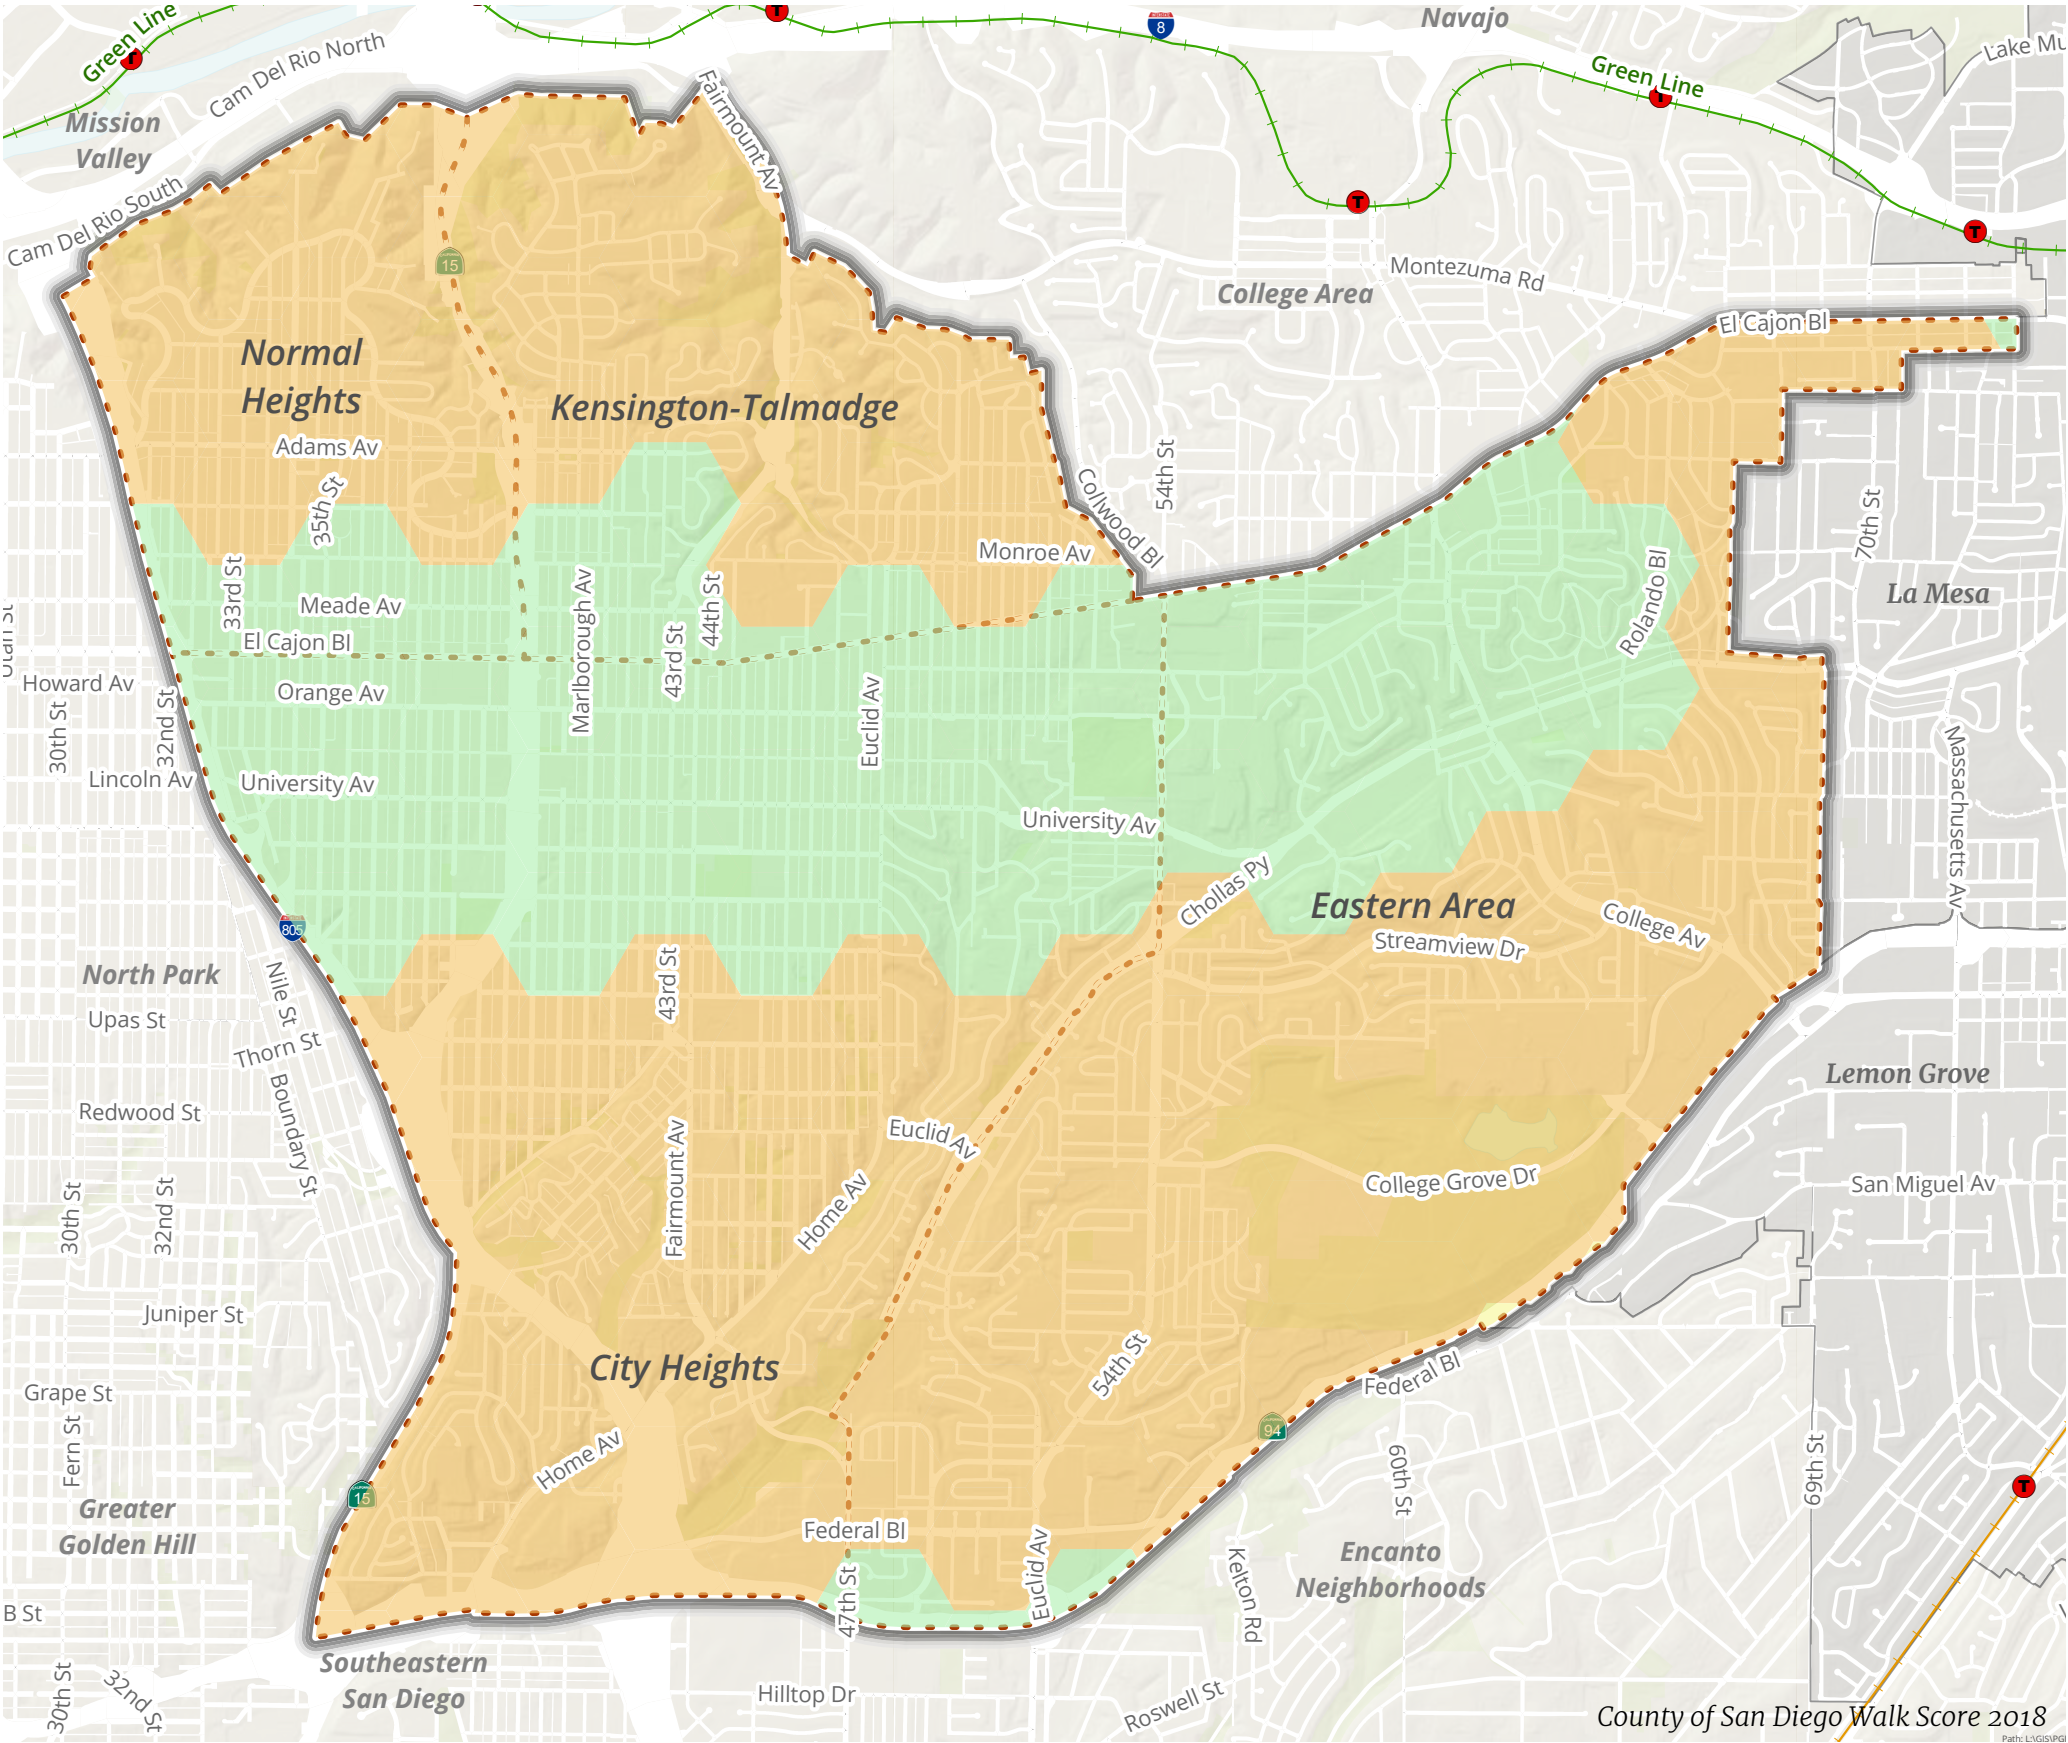 Green Line
Cam Del Rio North
Navajo
8
Lake Mu
Mission
Valley
Fairmount Av
Green Line
Cam Del Rio South
15
Montezuma Rd
College Area
El Cajon Bl
Normal
Heights
Kensington-Talmadge
Adams Av
35th St
54th St
Collwood Bl
70th St
Monroe Av
33rd St
Meade Av
Marlborough Av
44th St
Rolando Bl
La Mesa
Utah St
El Cajon Bl
43rd St
Howard Av
Orange Av
32nd St
30th St
Euclid Av
Lincoln Av
University Av
University Av
Massachusetts Av
Chollas Py
Eastern Area
College Av
Streamview Dr
805
North Park
Nile St
43rd St
Upas St
Thorn St
Lemon Grove
Boundary St
Redwood St
Euclid Av
Fairmount Av
Home Av
College Grove Dr
San Miguel Av
30th St
32nd St
Juniper St
City Heights
54th St
Federal Bl
Grape St
Fern St
94
Home Av
60th St
69th St
15
Greater
Golden Hill
Federal Bl
Euclid Av
Kelton Rd
Encanto
Neighborhoods
47th St
B St
Southeastern
San Diego
30th St
32nd St
Hilltop Dr
Roswell St
County of San Diego Walk Score 2018
Path: L:\GIS\PG